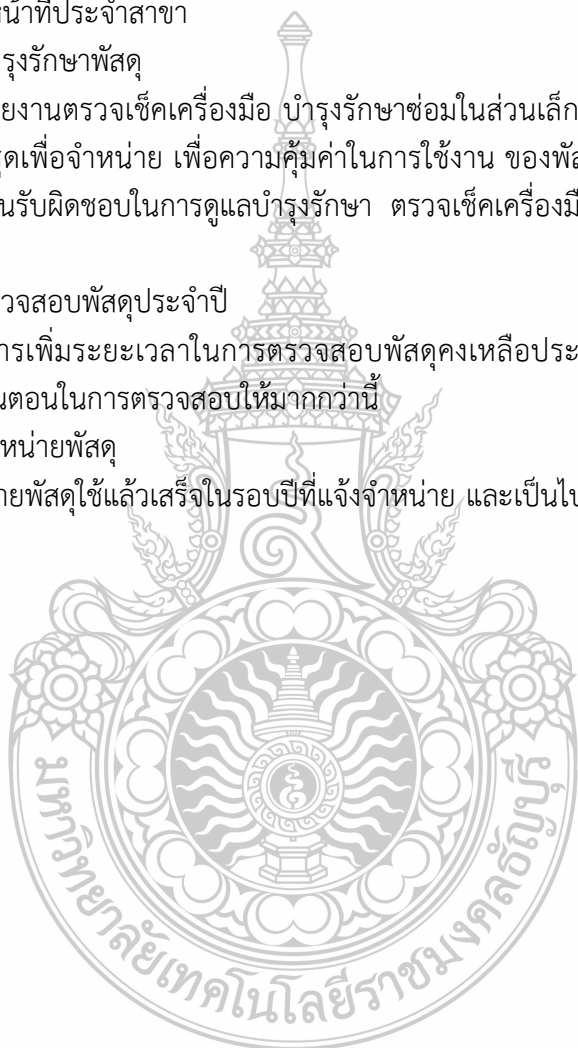 หน้าที่ประจำสาขา
รุงรักษาพัสดุ
ยงานตรวจเช็คเครื่องมือ บำรุงรักษาซ่อมในส่วนเล็ก
ุดเพื่อจำหน่าย เพื่อความคุ้มค่าในการใช้งาน ของพัส
นรับผิดชอบในการดูแลบำรุงรักษา ตรวจเช็คเครื่องมื
วจสอบพัสดุประจำปี
ารเพิ่มระยะเวลาในการตรวจสอบพัสดุคงเหลือประ
นตอนในการตรวจสอบให้มากกว่านี้
หน่ายพัสดุ
ายพัสดุใช้แล้วเสร็จในรอบปีที่แจ้งจำหน่าย และเป็นไป
มหาวิทยาลัยเทคโนโลยีราชมงคลธัญบุรี